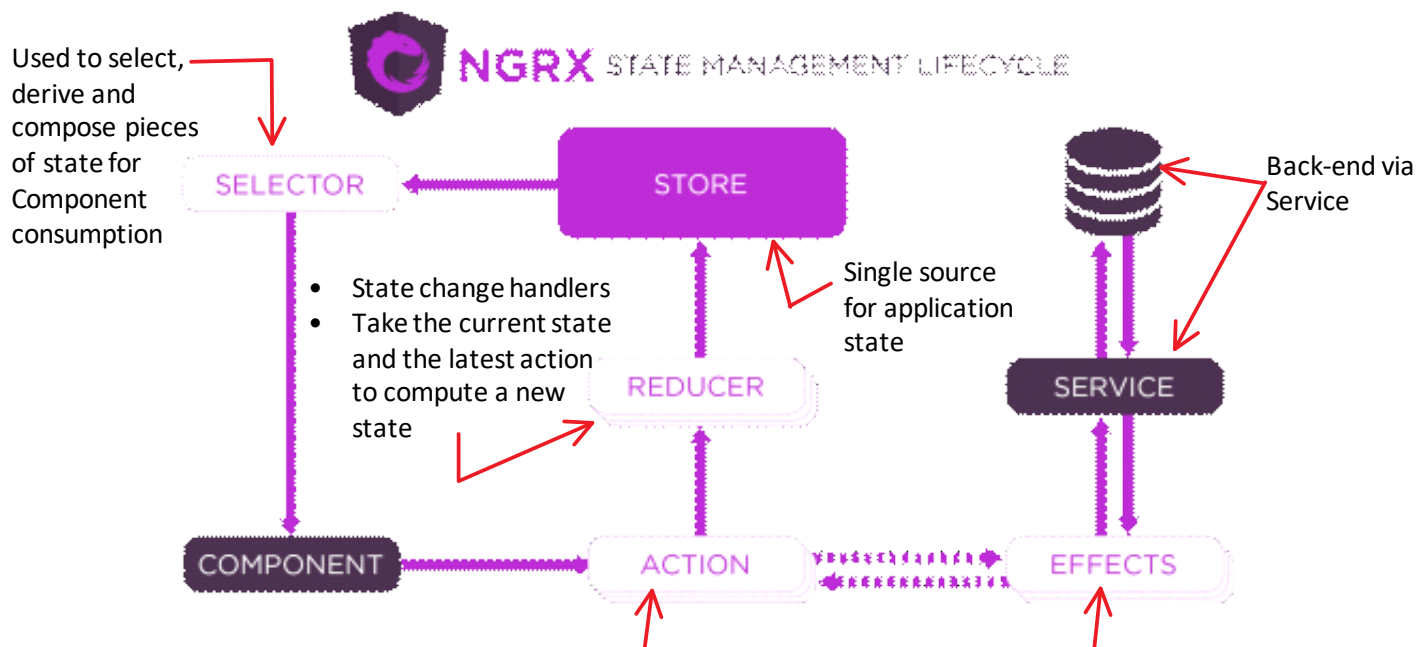 NGRX STATE MANAGEMENT LIFECYCLE
Used to select,
derive and
compose pieces
of state for
Component
consumption
SELECTOR
STORE
Back-end via
Service
• State change handlers
• Take the current state
and the latest action
to compute a new
state
Single source
for application
state
REDUCER
SERVICE
COMPONENT
ACTION
EFFECTS